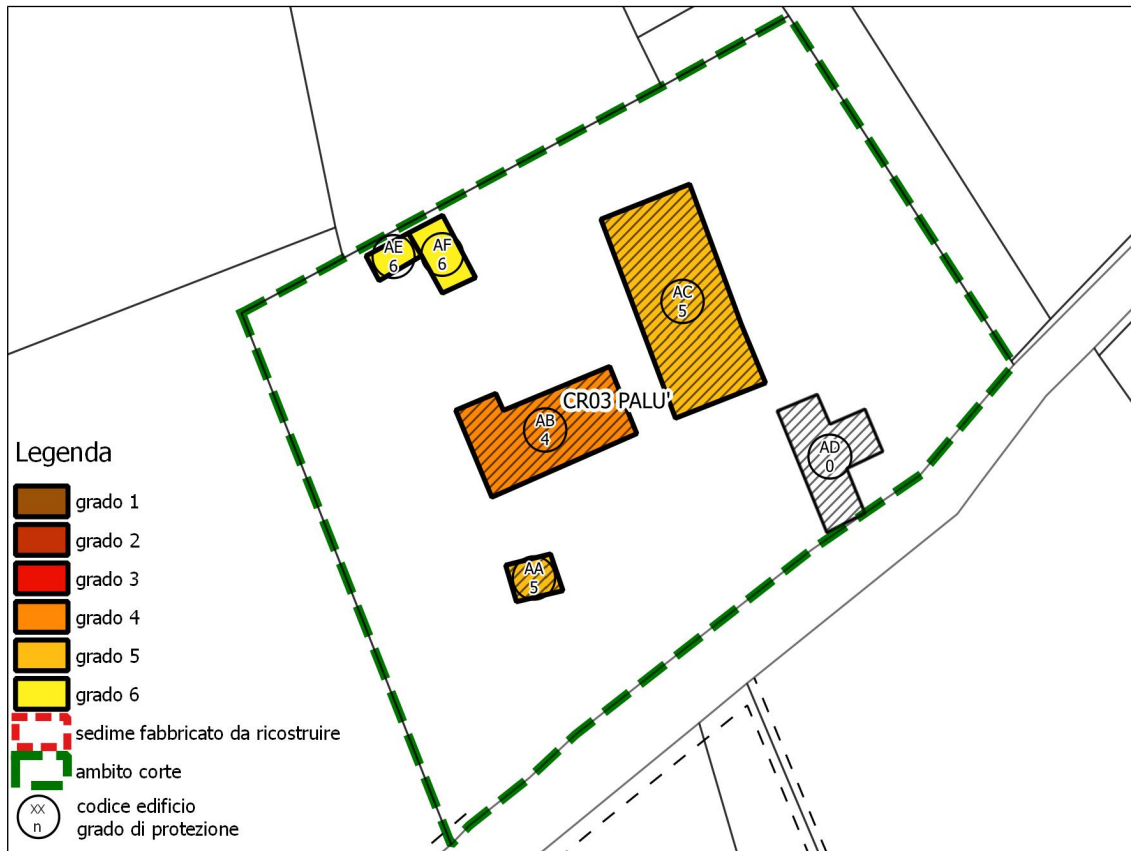 AE
6
AF
6
AC
5
CR03 PALU'
AB
4
AD
0
AA
5
Legenda
grado 1
grado 2
grado 3
grado 4
grado 5
grado 6
sedime fabbricato da ricostruire
ambito corte
xx
n
codice edificio
grado di protezione